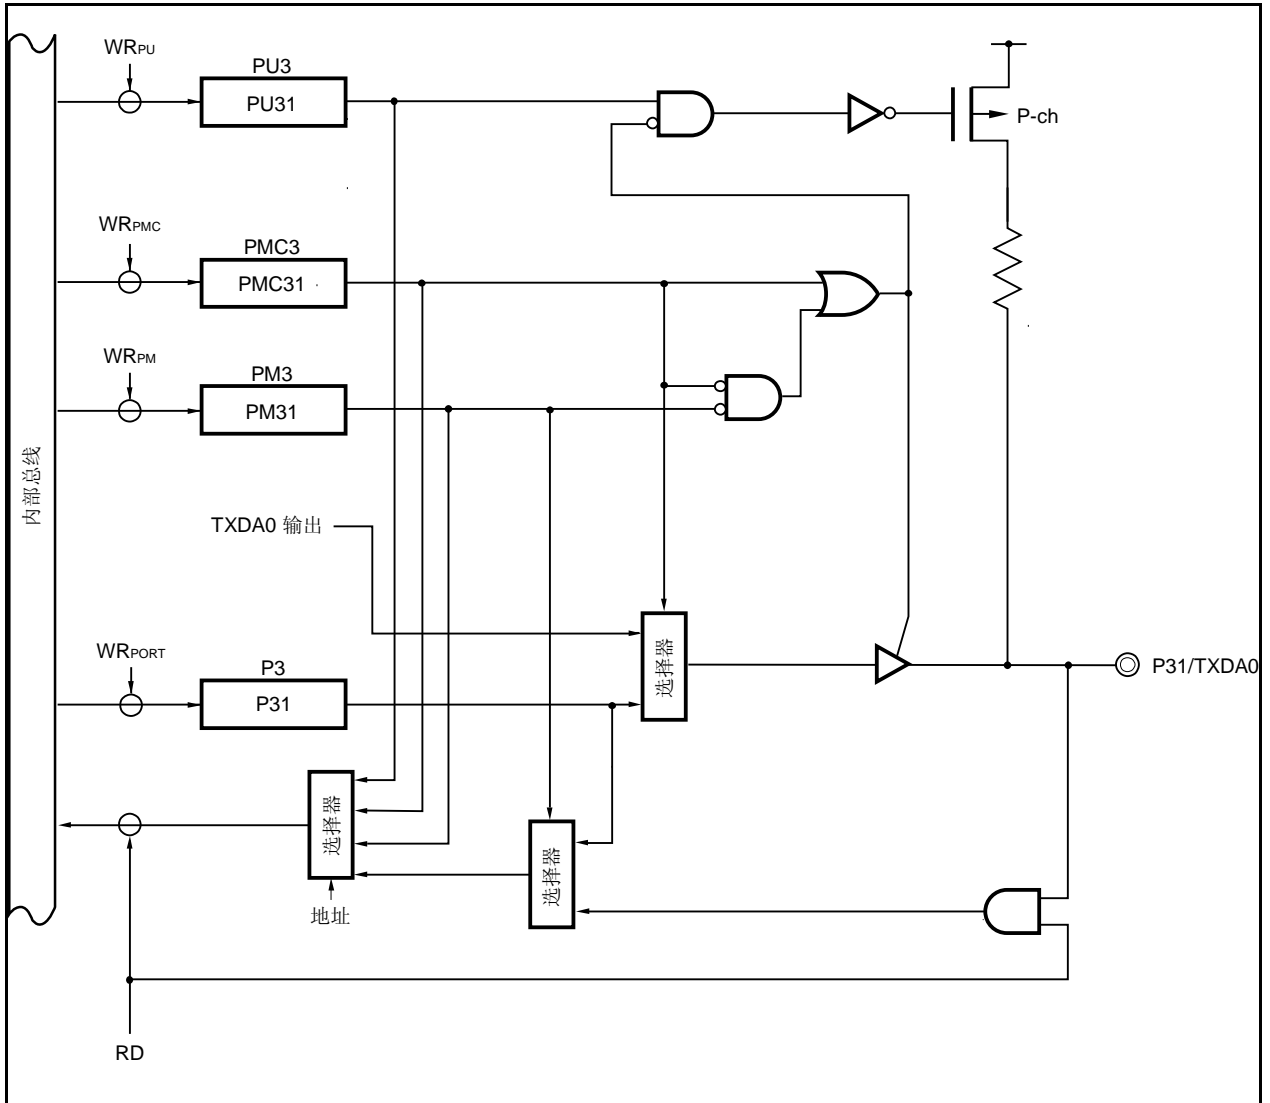 WRPU
PU3
PU31
P-ch
WRPMC
PMC3
PMC31
WRPM
PM3
PM31
内部总线
TXDA0 输出
WRPORT
P3
P31
选择器
P31/TXDA0
选择器
选择器
地址
RD